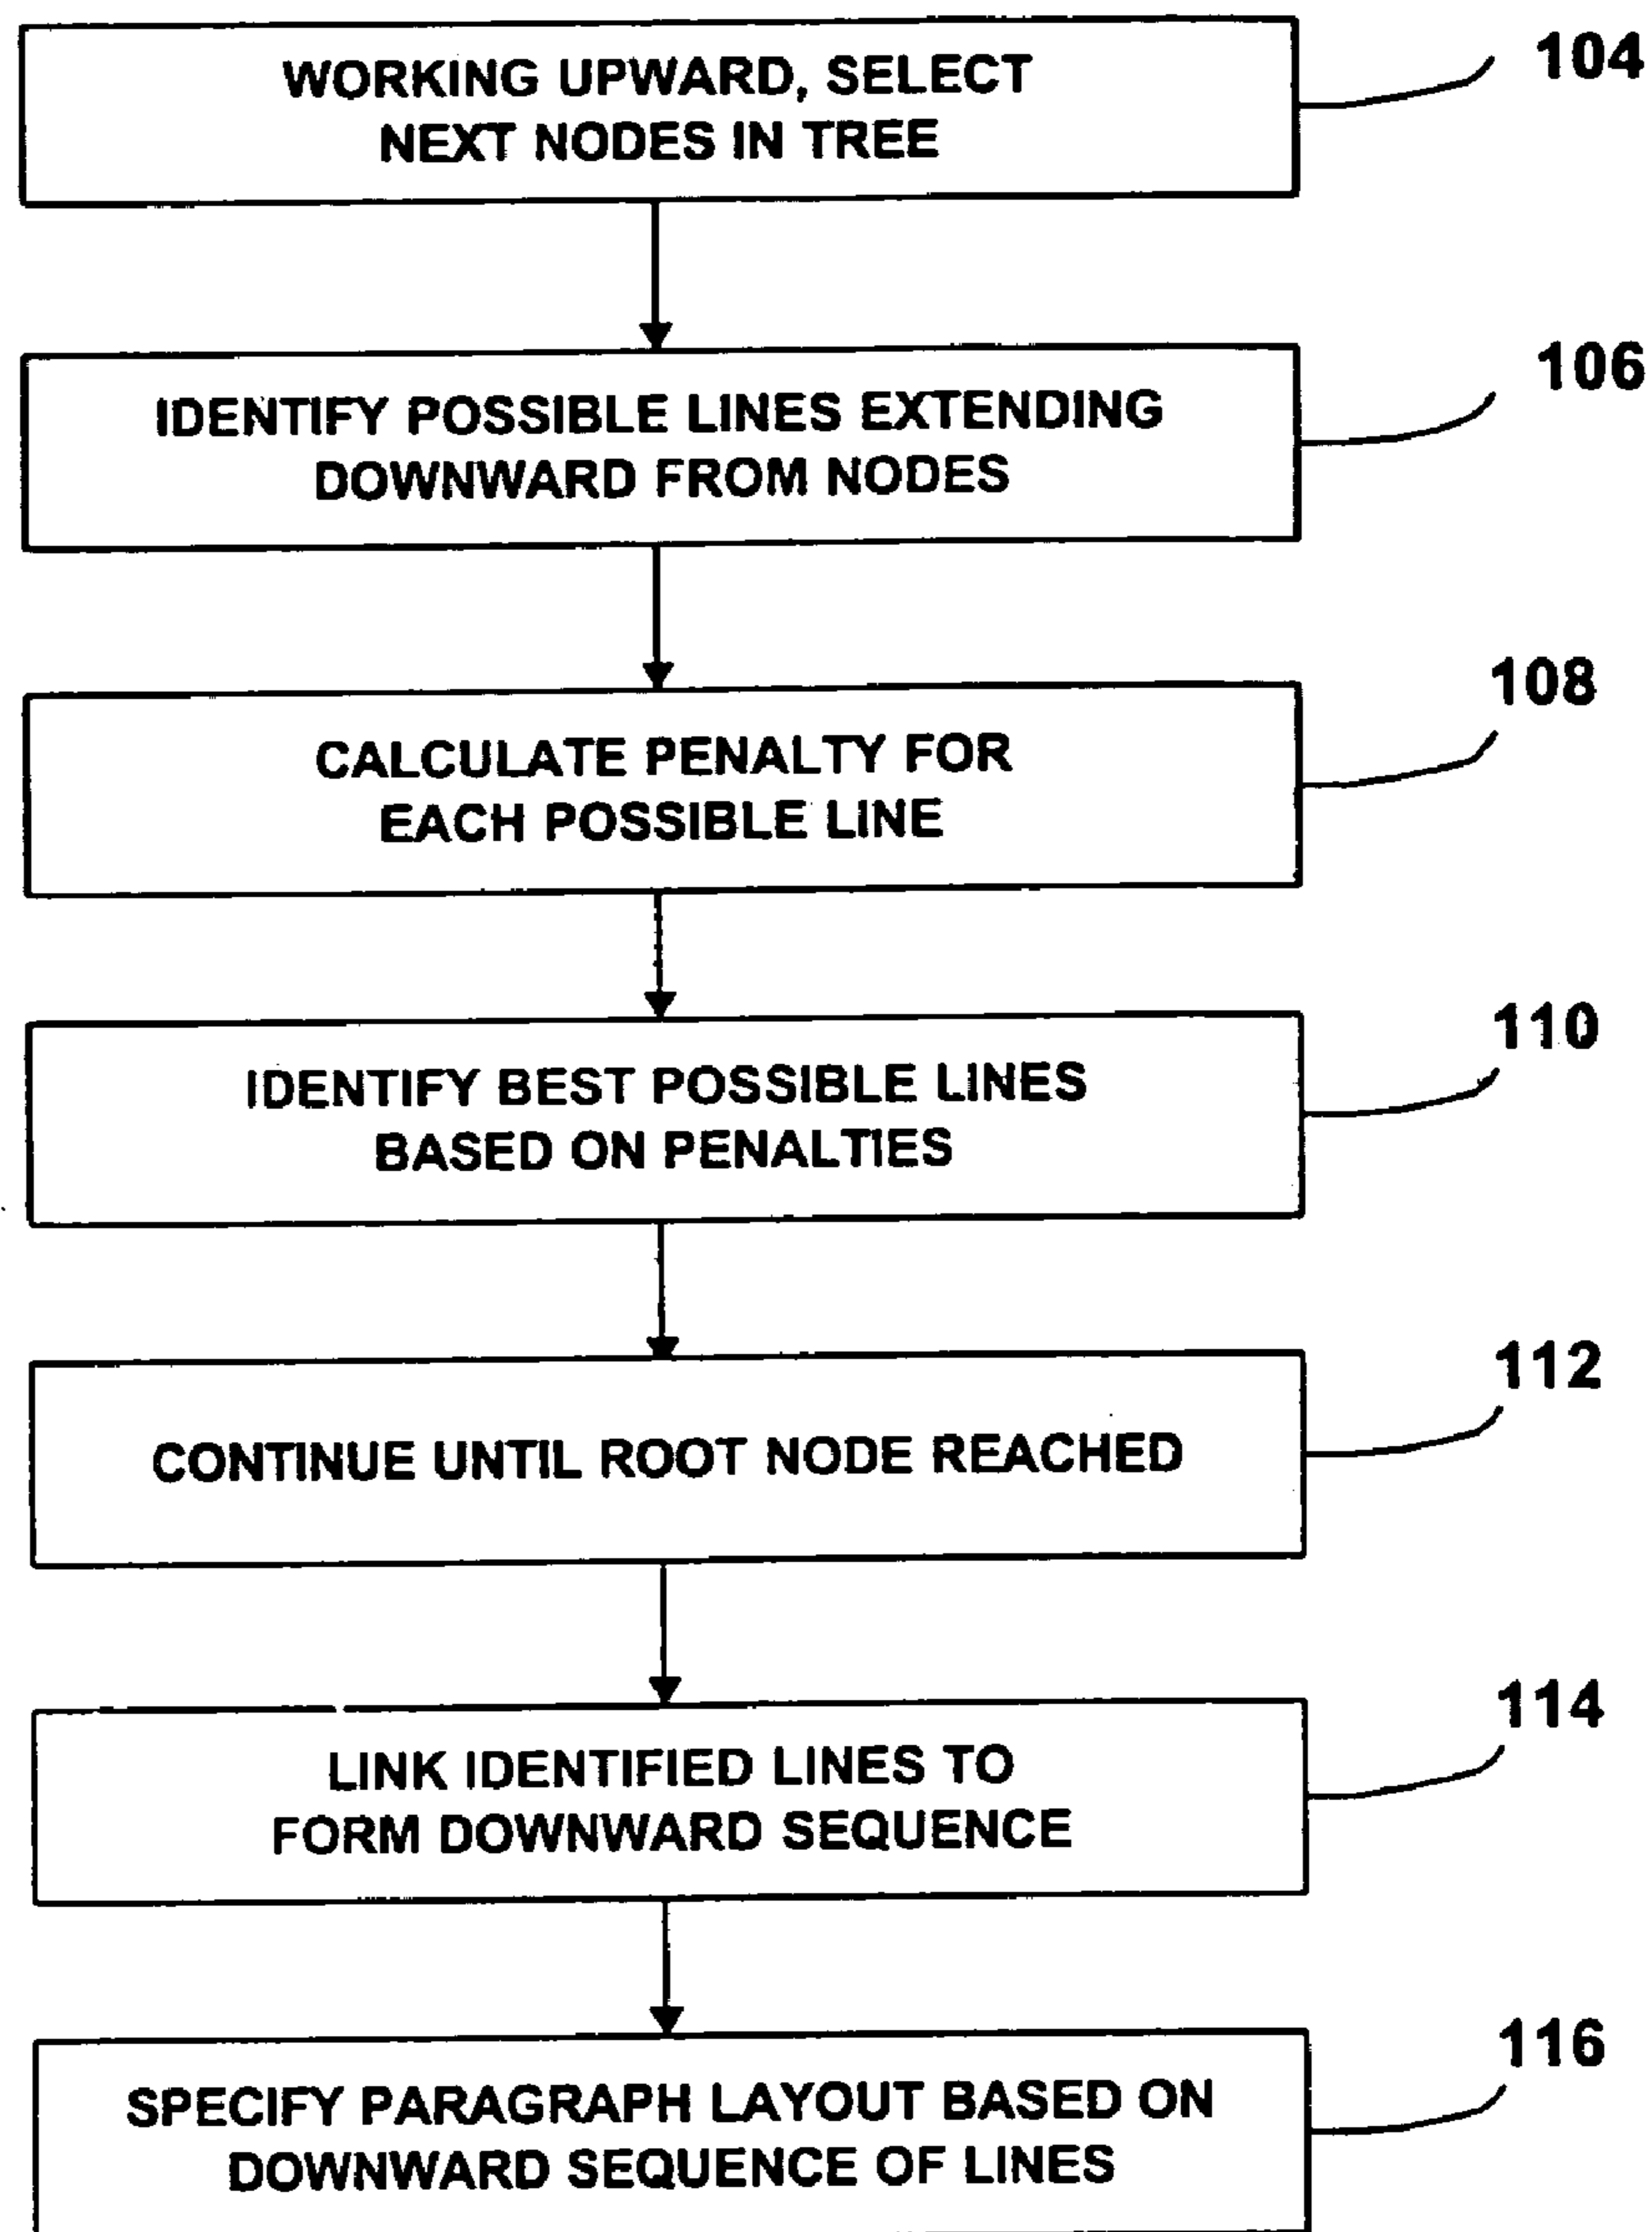 WORKING UPWARD, SELECT
NEXT NODES IN TREE
104
IDENTIFY POSSIBLE LINES EXTENDING
DOWNWARD FROM NODES
106
CALCULATE PENALTY FOR
EACH POSSIBLE LINE
108
IDENTIFY BEST POSSIBLE LINES
BASED ON PENALTIES
110
CONTINUE UNTIL ROOT NODE REACHED
112
LINK IDENTIFIED LINES TO
FORM DOWNWARD SEQUENCE
114
SPECIFY PARAGRAPH LAYOUT BASED ON
DOWNWARD SEQUENCE OF LINES
116